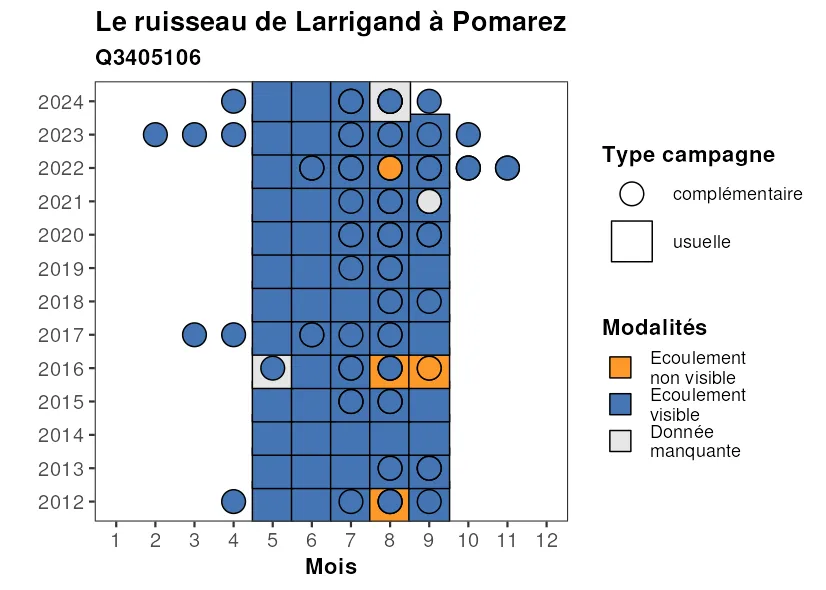 Le ruisseau de Larrigand à Pomarez
Q3405106
2024
2023
2022
2021
2020
2019
2018
2017
2016
2015
2014
2013
2012
1 2 3 4 5 6 7 8 9 10 11 12
Mois
Type campagne
complémentaire
usuelle
Modalités
Ecoulement
non visible
Ecoulement
visible
Donnée
manquante